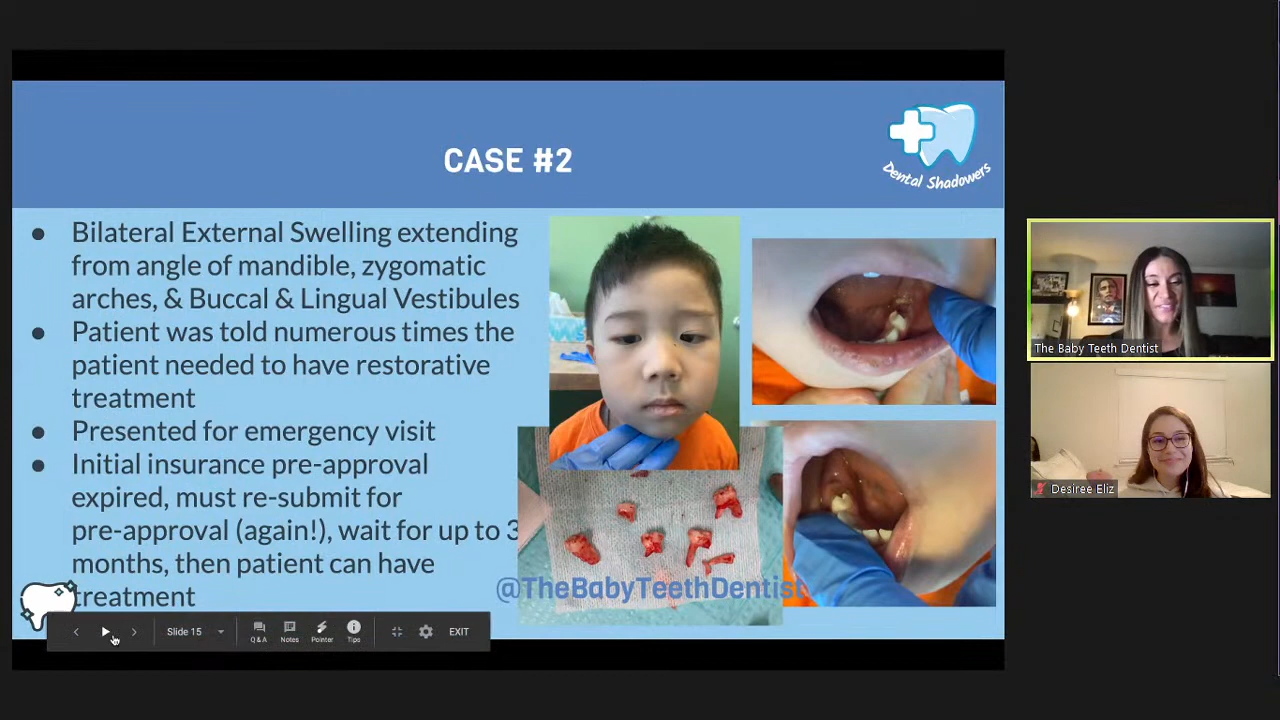 CASE #2
Dental Shadowers
● Bilateral External Swelling extending
from angle of mandible, zygomatic
arches, & Buccal & Lingual Vestibules
● Patient was told numerous times the
patient needed to have restorative
treatment
● Presented for emergency visit
● Initial insurance pre-approval
expired, must re-submit for
pre-approval (again!), wait for up to 3
months, then patient can have
treatment
@TheBabyTeethDentist
Slide 15
Q&A
Notes
Pointer
Tips
EXIT
The Baby Teeth Dentist
Desiree Eliz